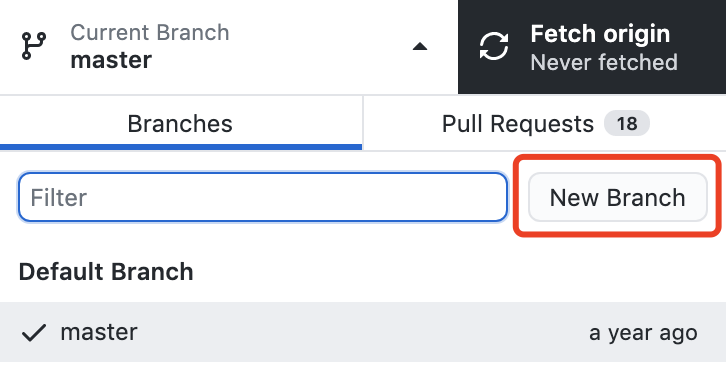 Current Branch
master
Fetch origin
Never fetched
Branches
Pull Requests 18
Filter
New Branch
Default Branch
master a year ago